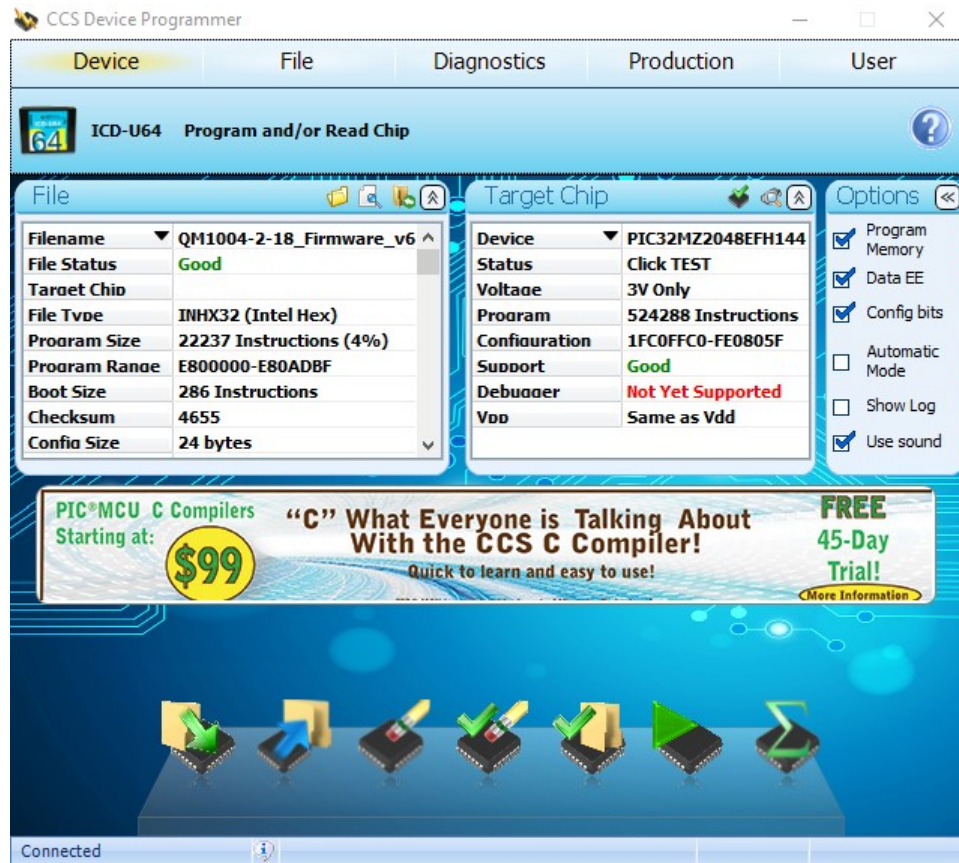 CCS Device Programmer
Device File Diagnostics Production User
64
ICD-U64 Program and/or Read Chip
?
File
Filename QM1004-2-18_Firmware_v6
File Status Good
Target Chip
File Type INHX32 (Intel Hex)
Program Size 22237 Instructions (4%)
Program Range E800000-E80ADBF
Boot Size 286 Instructions
Checksum 4655
Config Size 24 bytes
Target Chip
Device PIC32MZ2048EFH144
Status Click TEST
Voltage 3V Only
Program 524288 Instructions
Configuration 1FC0FFC0-FE0805F
Support Good
Debugger Not Yet Supported
Vpp Same as Vdd
Options
Program
Memory
Data EE
Config bits
Automatic
Mode
Show Log
Use sound
PIC®MCU C Compilers
Starting at:
$99
“C” What Everyone is Talking About
With the CCS C Compiler!
Quick to learn and easy to use!
FREE
45-Day
Trial!
More Information
Σ
Connected